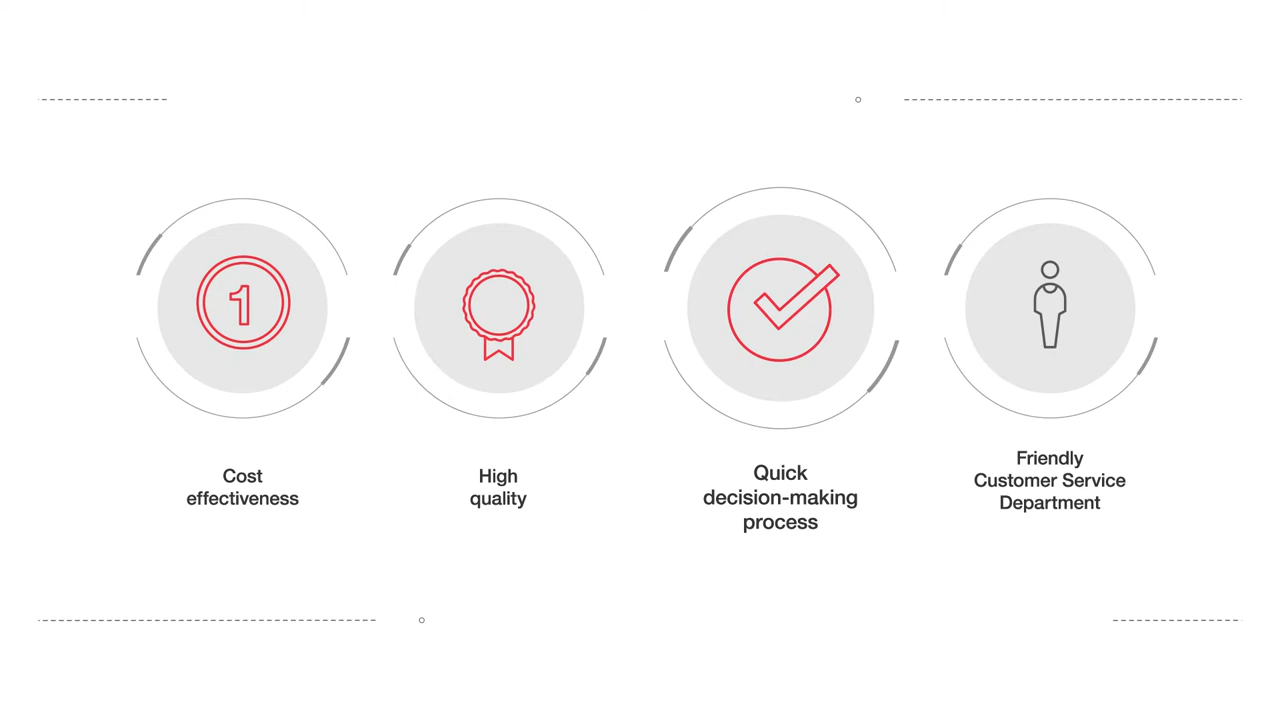 1
Cost
effectiveness
High
quality
Quick
decision-making
process
Friendly
Customer Service
Department